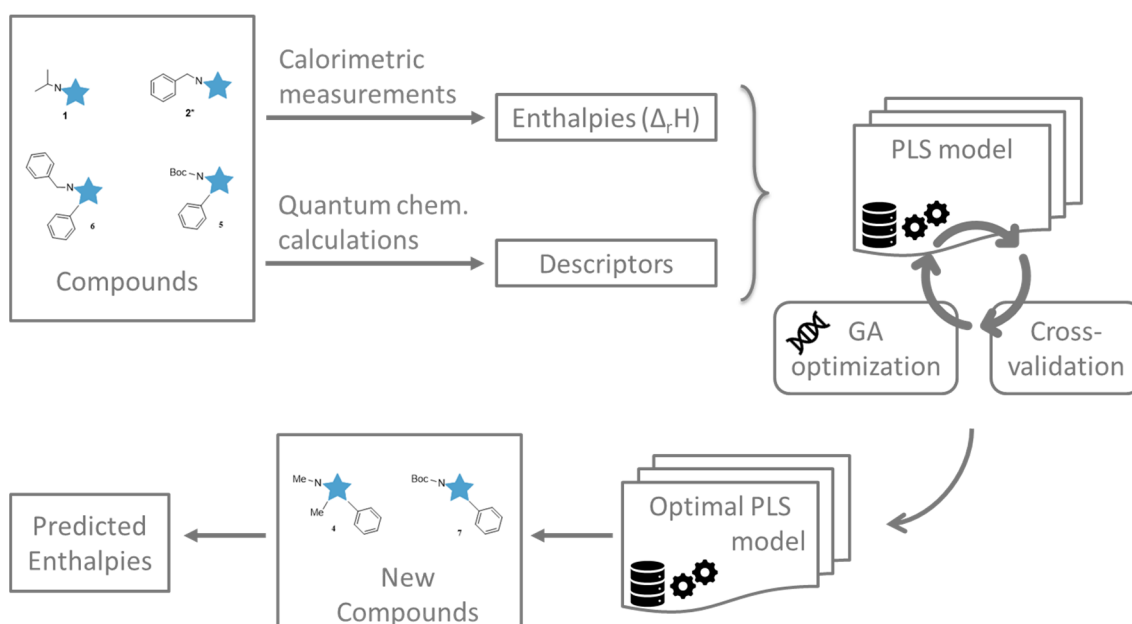 N
1
N
2*
N
6
Boc
N
5
Compounds
Calorimetric
measurements
Enthalpies (ΔrH)
Quantum chem.
calculations
Descriptors
PLS model
GA
optimization
Cross-
validation
Optimal PLS
model
Me
N
Me
4
Boc
N
7
New
Compounds
Predicted
Enthalpies